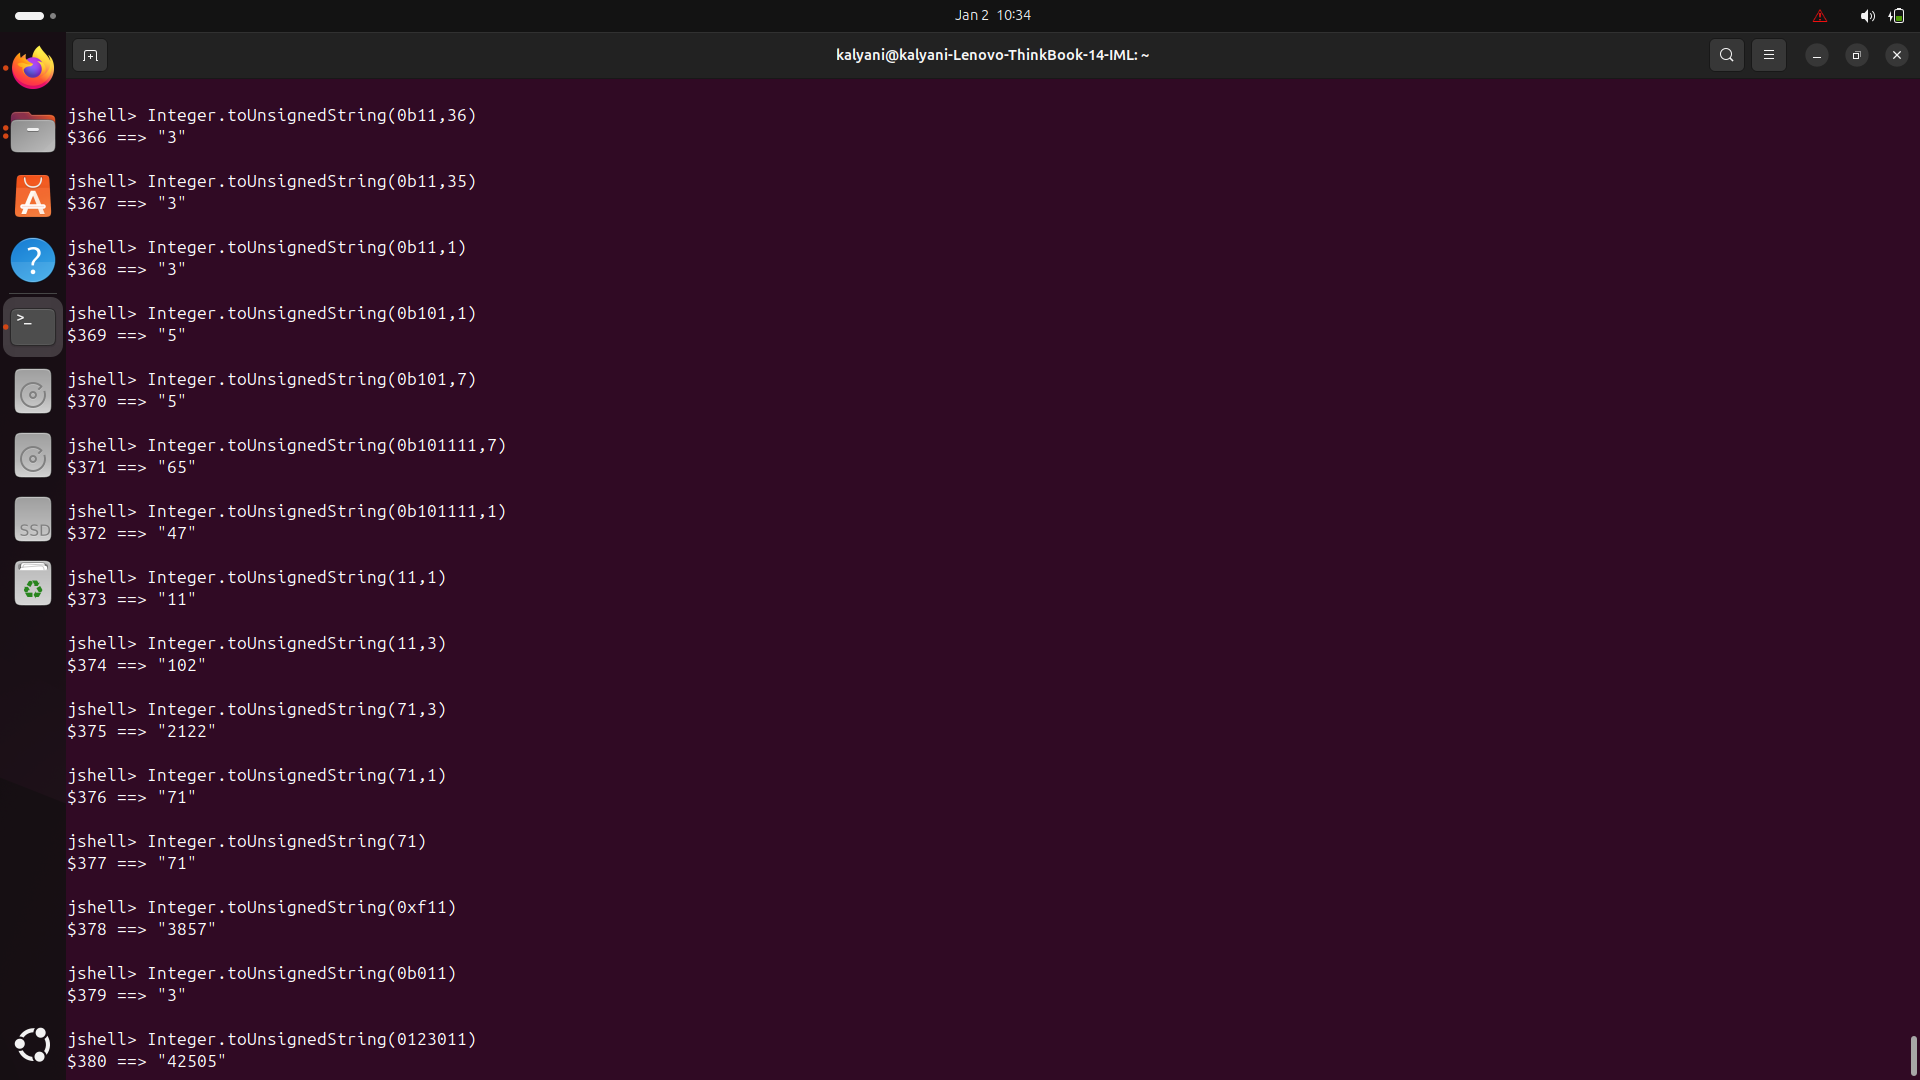 Jan 2 10:34
kalyani@kalyani-Lenovo-ThinkBook-14-IML: ~
jshell> Integer.toUnsignedString(0b11,36)
$366 ==> "3"
jshell> Integer.toUnsignedString(0b11,35)
$367 ==> "3"
jshell> Integer.toUnsignedString(0b11,1)
$368 ==> "3"
jshell> Integer.toUnsignedString(0b101,1)
$369 ==> "5"
jshell> Integer.toUnsignedString(0b101,7)
$370 ==> "5"
jshell> Integer.toUnsignedString(0b101111,7)
$371 ==> "65"
jshell> Integer.toUnsignedString(0b101111,1)
$372 ==> "47"
jshell> Integer.toUnsignedString(11,1)
$373 ==> "11"
jshell> Integer.toUnsignedString(11,3)
$374 ==> "102"
jshell> Integer.toUnsignedString(71,3)
$375 ==> "2122"
jshell> Integer.toUnsignedString(71,1)
$376 ==> "71"
jshell> Integer.toUnsignedString(71)
$377 ==> "71"
jshell> Integer.toUnsignedString(0xf11)
$378 ==> "3857"
jshell> Integer.toUnsignedString(0b011)
$379 ==> "3"
jshell> Integer.toUnsignedString(0123011)
$380 ==> "42505"
SSD